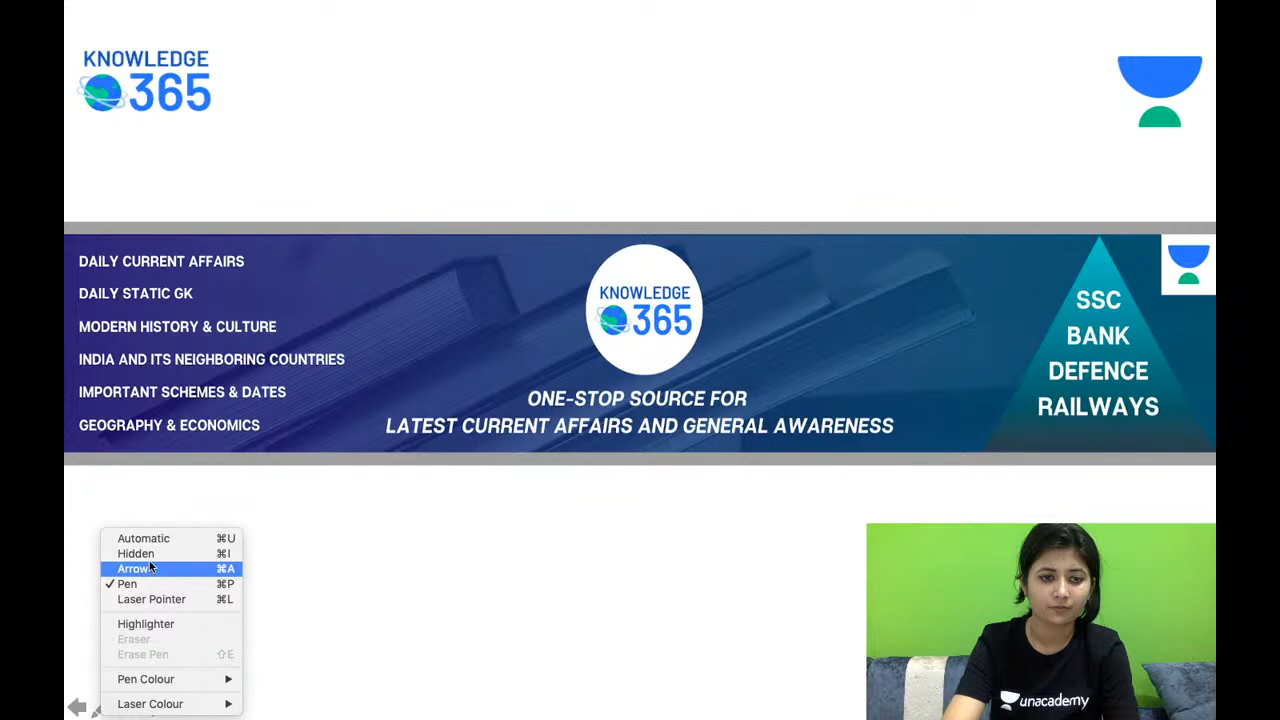 KNOWLEDGE
365
DAILY CURRENT AFFAIRS
DAILY STATIC GK
MODERN HISTORY & CULTURE
INDIA AND ITS NEIGHBORING COUNTRIES
IMPORTANT SCHEMES & DATES
GEOGRAPHY & ECONOMICS
KNOWLEDGE
365
ONE-STOP SOURCE FOR
LATEST CURRENT AFFAIRS AND GENERAL AWARENESS
SSC
BANK
DEFENCE
RAILWAYS
Automatic ⌘U
Hidden ⌘I
Arrow ⌘A
✓ Pen ⌘P
Laser Pointer ⌘L
Highlighter
Eraser
Erase Pen ⇧E
Pen Colour
Laser Colour
unacademy